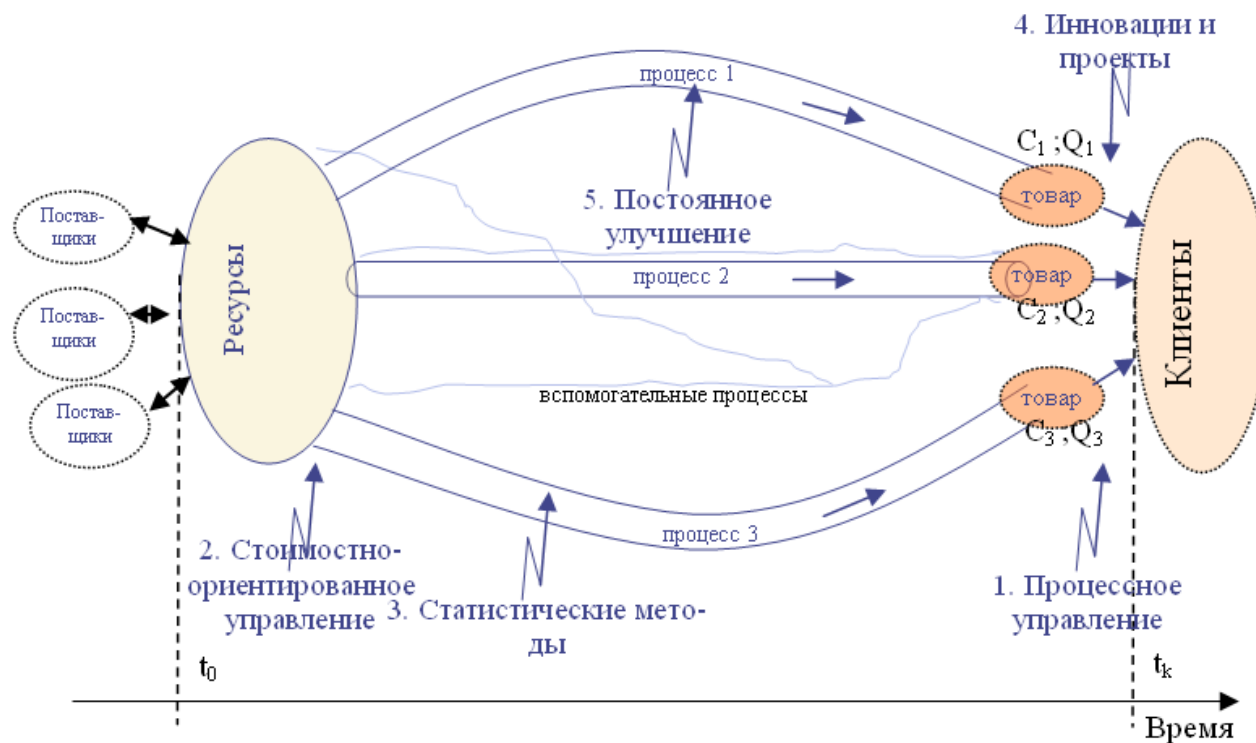 4. Инновации и
проекты
процесс 1
C₁ ;Q₁
товар
5. Постоянное
улучшение
Постав-
щики
Ресурсы
процесс 2
товар
C₂ ;Q₂
Постав-
щики
Клиенты
вспомогательные процессы
товар
C₃ ;Q₃
Постав-
щики
процесс 3
2. Стоимостно-
ориентированное
управление
3. Статистические мето-
ды
1. Процессное
управление
t₀
tₖ
Время